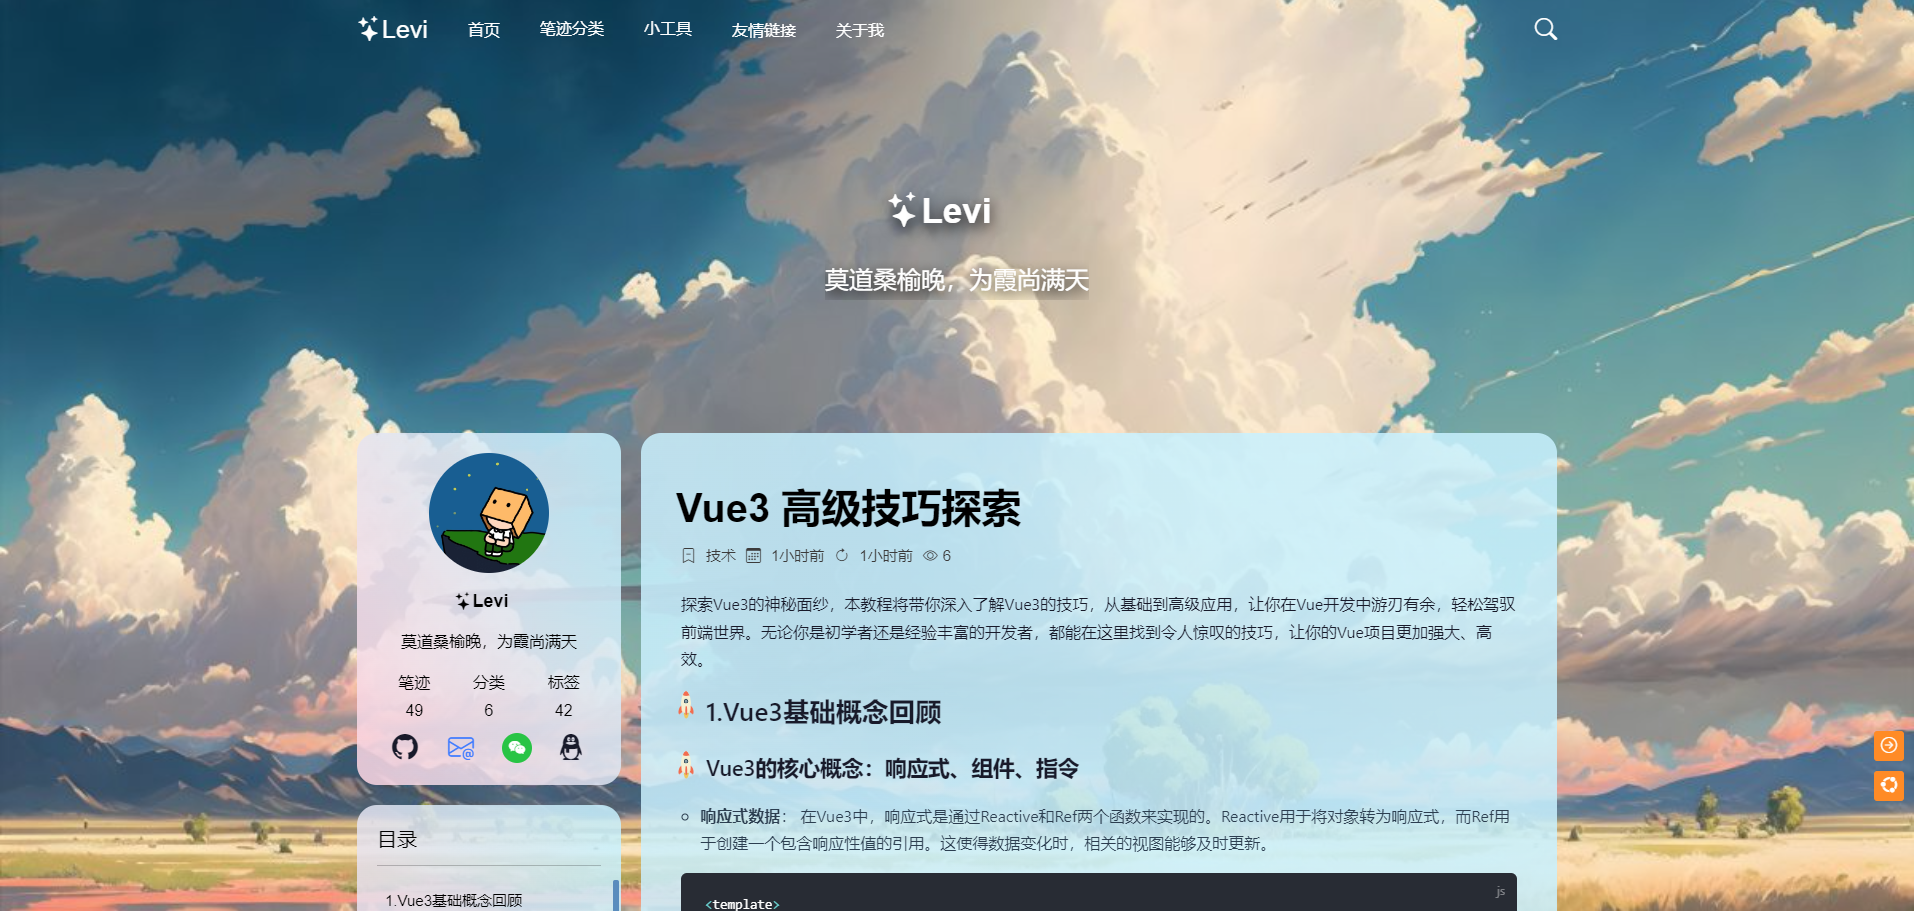 Levi
首页
笔迹分类
小工具
友情链接
关于我
Levi
莫道桑榆晚，为霞尚满天
Levi
莫道桑榆晚，为霞尚满天
笔迹 分类 标签
49 6 42
目录
1.Vue3基础概念回顾
Vue3 高级技巧探索
技术 1小时前 1小时前 6
探索Vue3的神秘面纱，本教程将带你深入了解Vue3的技巧，从基础到高级应用，让你在Vue开发中游刃有余，轻松驾驭
前端世界。无论你是初学者还是经验丰富的开发者，都能在这里找到令人惊叹的技巧，让你的Vue项目更加强大、高
效。
1.Vue3基础概念回顾
Vue3的核心概念：响应式、组件、指令
响应式数据： 在Vue3中，响应式是通过Reactive和Ref两个函数来实现的。Reactive用于将对象转为响应式，而Ref用
于创建一个包含响应性值的引用。这使得数据变化时，相关的视图能够及时更新。
js
<template>